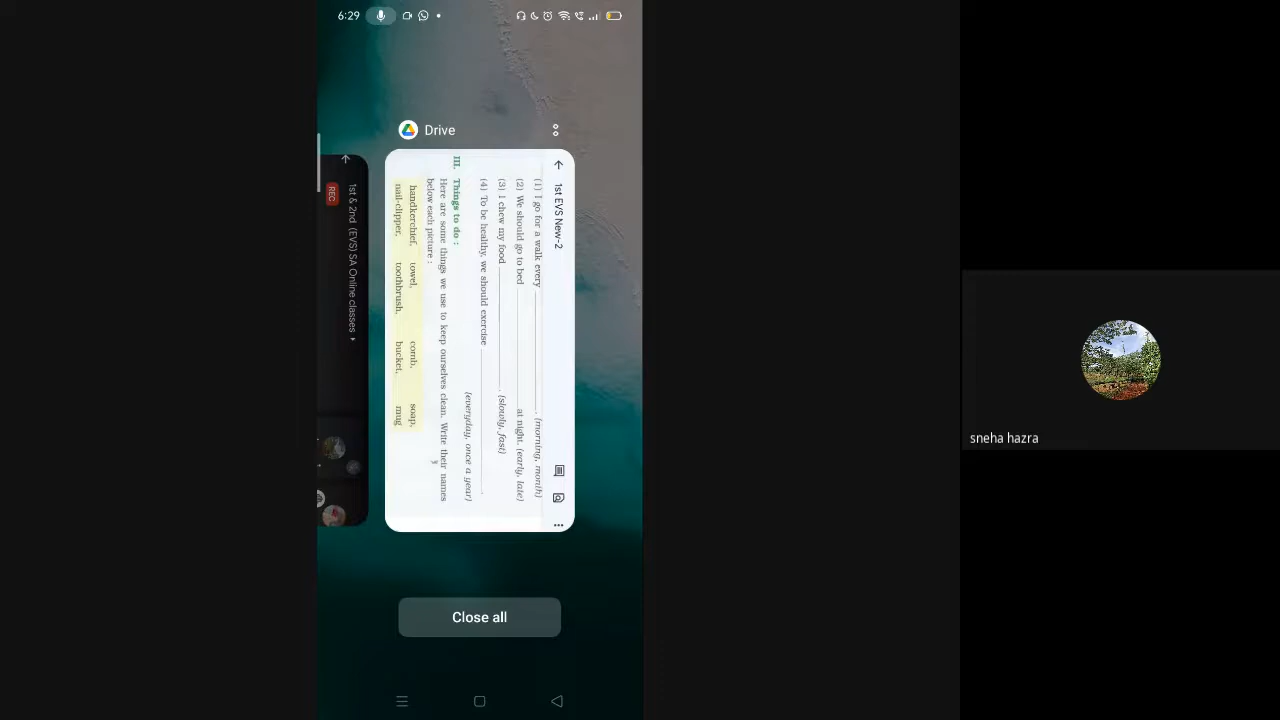 6:29
Drive
1st EVS New-2
(1) I go for a walk every ________. (morning, month)
(2) We should go to bed ________ at night. (early, late)
(3) I chew my food ________. (slowly, fast)
(4) To be healthy, we should exercise ________.
(everyday, once a year)
III. Things to do :
Here are some things we use to keep ourselves clean. Write their names
below each picture :
handkerchief, towel, comb, soap,
nail-clipper, toothbrush, bucket, mug
1st & 2nd (EVS) SA Online classes
REC
Close all
sneha hazra